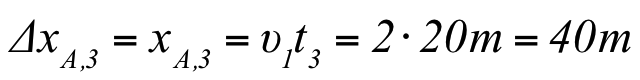 Δx_{A,3} = x_{A,3} = υ_1t_3 = 2·20m = 40m